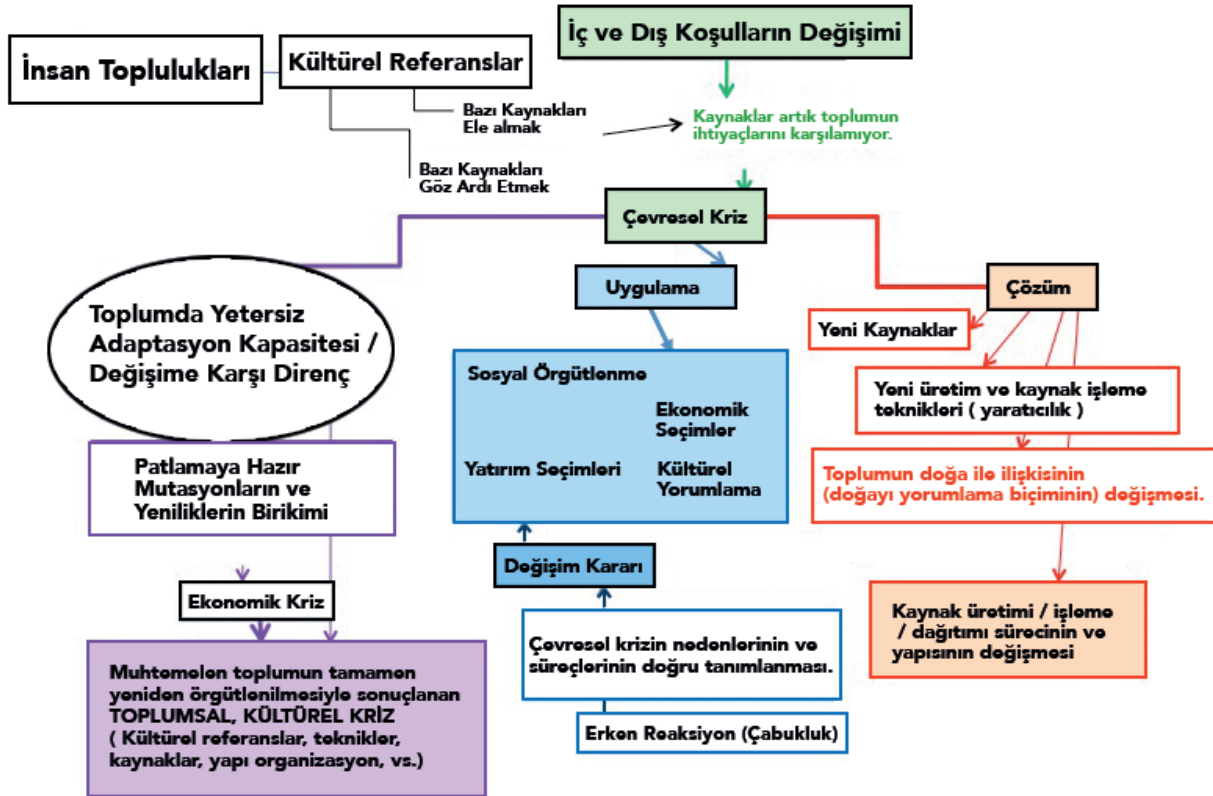 İç ve Dış Koşulların Değişimi
İnsan Toplulukları
Kültürel Referanslar
Bazı Kaynakları
Ele almak
Kaynaklar artık toplumun
ihtiyaçlarını karşılamıyor.
Bazı Kaynakları
Göz Ardı Etmek
Çevresel Kriz
Toplumda Yetersiz
Adaptasyon Kapasitesi /
Değişime Karşı Direnç
Patlamaya Hazır
Mutasyonların ve
Yeniliklerin Birikimi
Ekonomik Kriz
Muhtemelen toplumun tamamen
yeniden örgütlenilmesiyle sonuçlanan
TOPLUMSAL, KÜLTÜREL KRİZ
( Kültürel referanslar, teknikler,
kaynaklar, yapı organizasyon, vs.)
Uygulama
Sosyal Örgütlenme
Ekonomik
Seçimler
Yatırım Seçimleri
Kültürel
Yorumlama
Değişim Kararı
Çevresel krizin nedenlerinin ve
süreçlerinin doğru tanımlanması.
Erken Reaksiyon (Çabukluk)
Çözüm
Yeni Kaynaklar
Yeni üretim ve kaynak işleme
teknikleri ( yaratıcılık )
Toplumun doğa ile ilişkisinin
(doğayı yorumlama biçiminin) değişmesi.
Kaynak üretimi / işleme
/ dağıtımı sürecinin ve
yapısının değişmesi